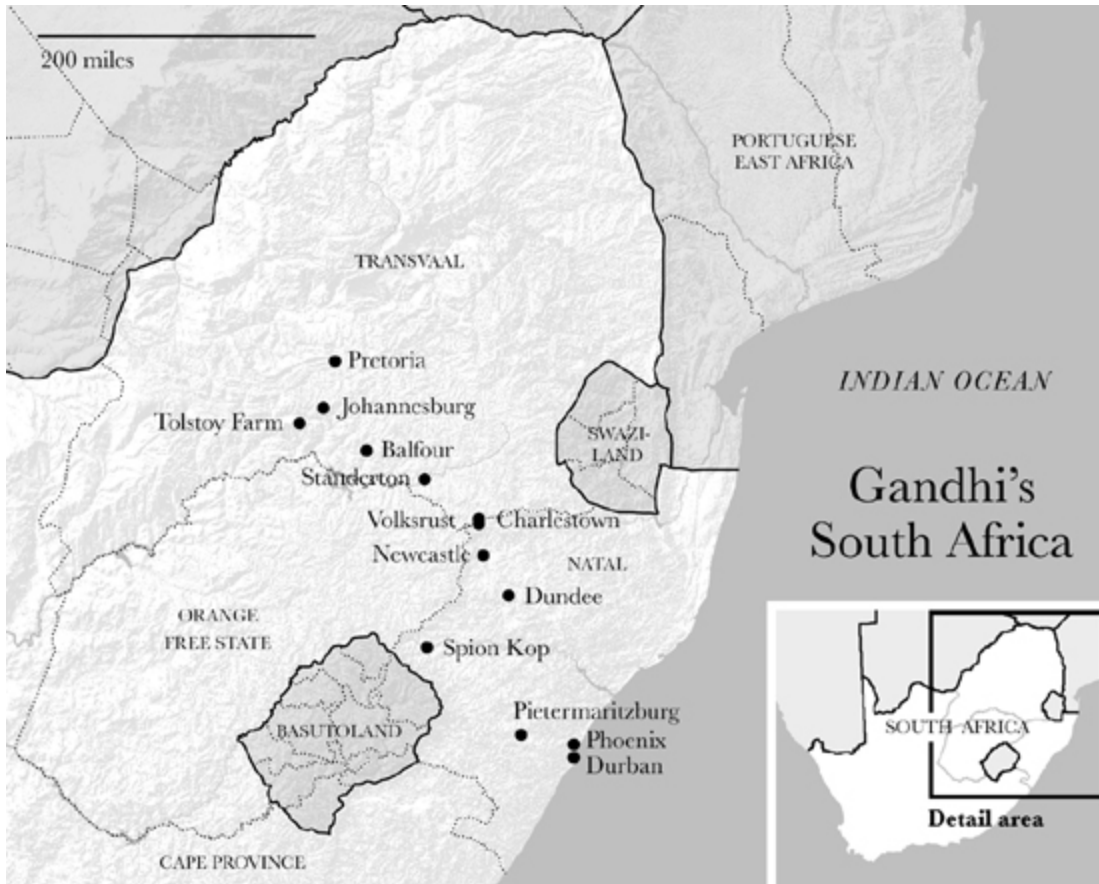 200 miles
PORTUGUESE
EAST AFRICA
TRANSVAAL
Pretoria
INDIAN OCEAN
Johannesburg
Tolstoy Farm
SWAZI-
LAND
Balfour
Standerton
Gandhi's
South Africa
Volksrust
Charlestown
Newcastle
NATAL
Dundee
ORANGE
FREE STATE
Spion Kop
Pietermaritzburg
BASUTOLAND
Phoenix
Durban
SOUTH AFRICA
Detail area
CAPE PROVINCE